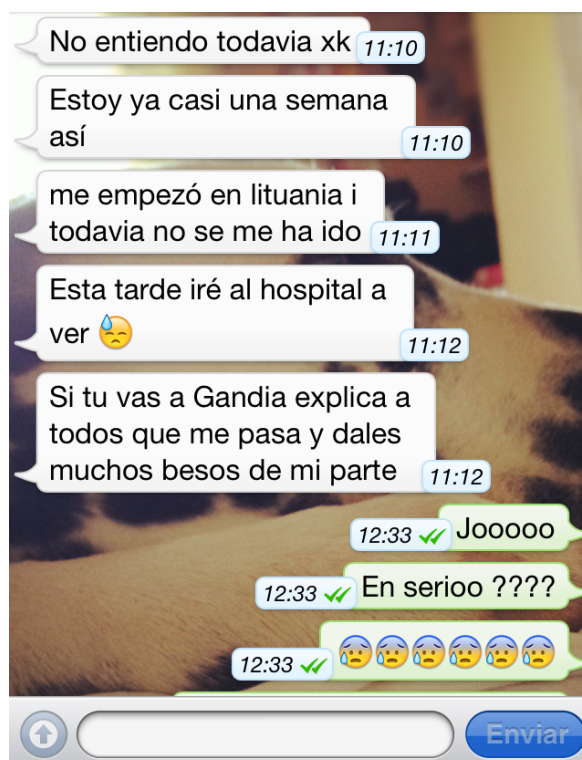 No entiendo todavia xk 11:10
Estoy ya casi una semana
así 11:10
me empezó en lituania i
todavia no se me ha ido 11:11
Esta tarde iré al hospital a
ver 😓 11:12
Si tu vas a Gandia explica a
todos que me pasa y dales
muchos besos de mi parte 11:12
12:33 Jooooo
12:33 En serioo ????
12:33 😰😰😰😰😰😰
Enviar